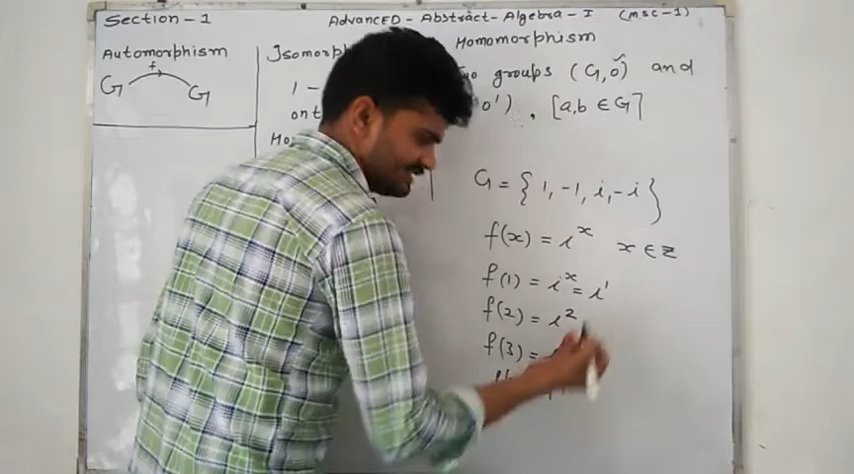 Section-1
ADVANCED - Abstract - Algebra - I (msc-1)
Automorphism
f
G G
Isomorph
1 -
ont
Homomorphism
groups (G,o) and
o'). [a,b ∈ G]
G = { 1, -1, i, -i }
f(x) = i^x x ∈ Z
f(1) = i^x = i^1
f(2) = i^2
f(3) =